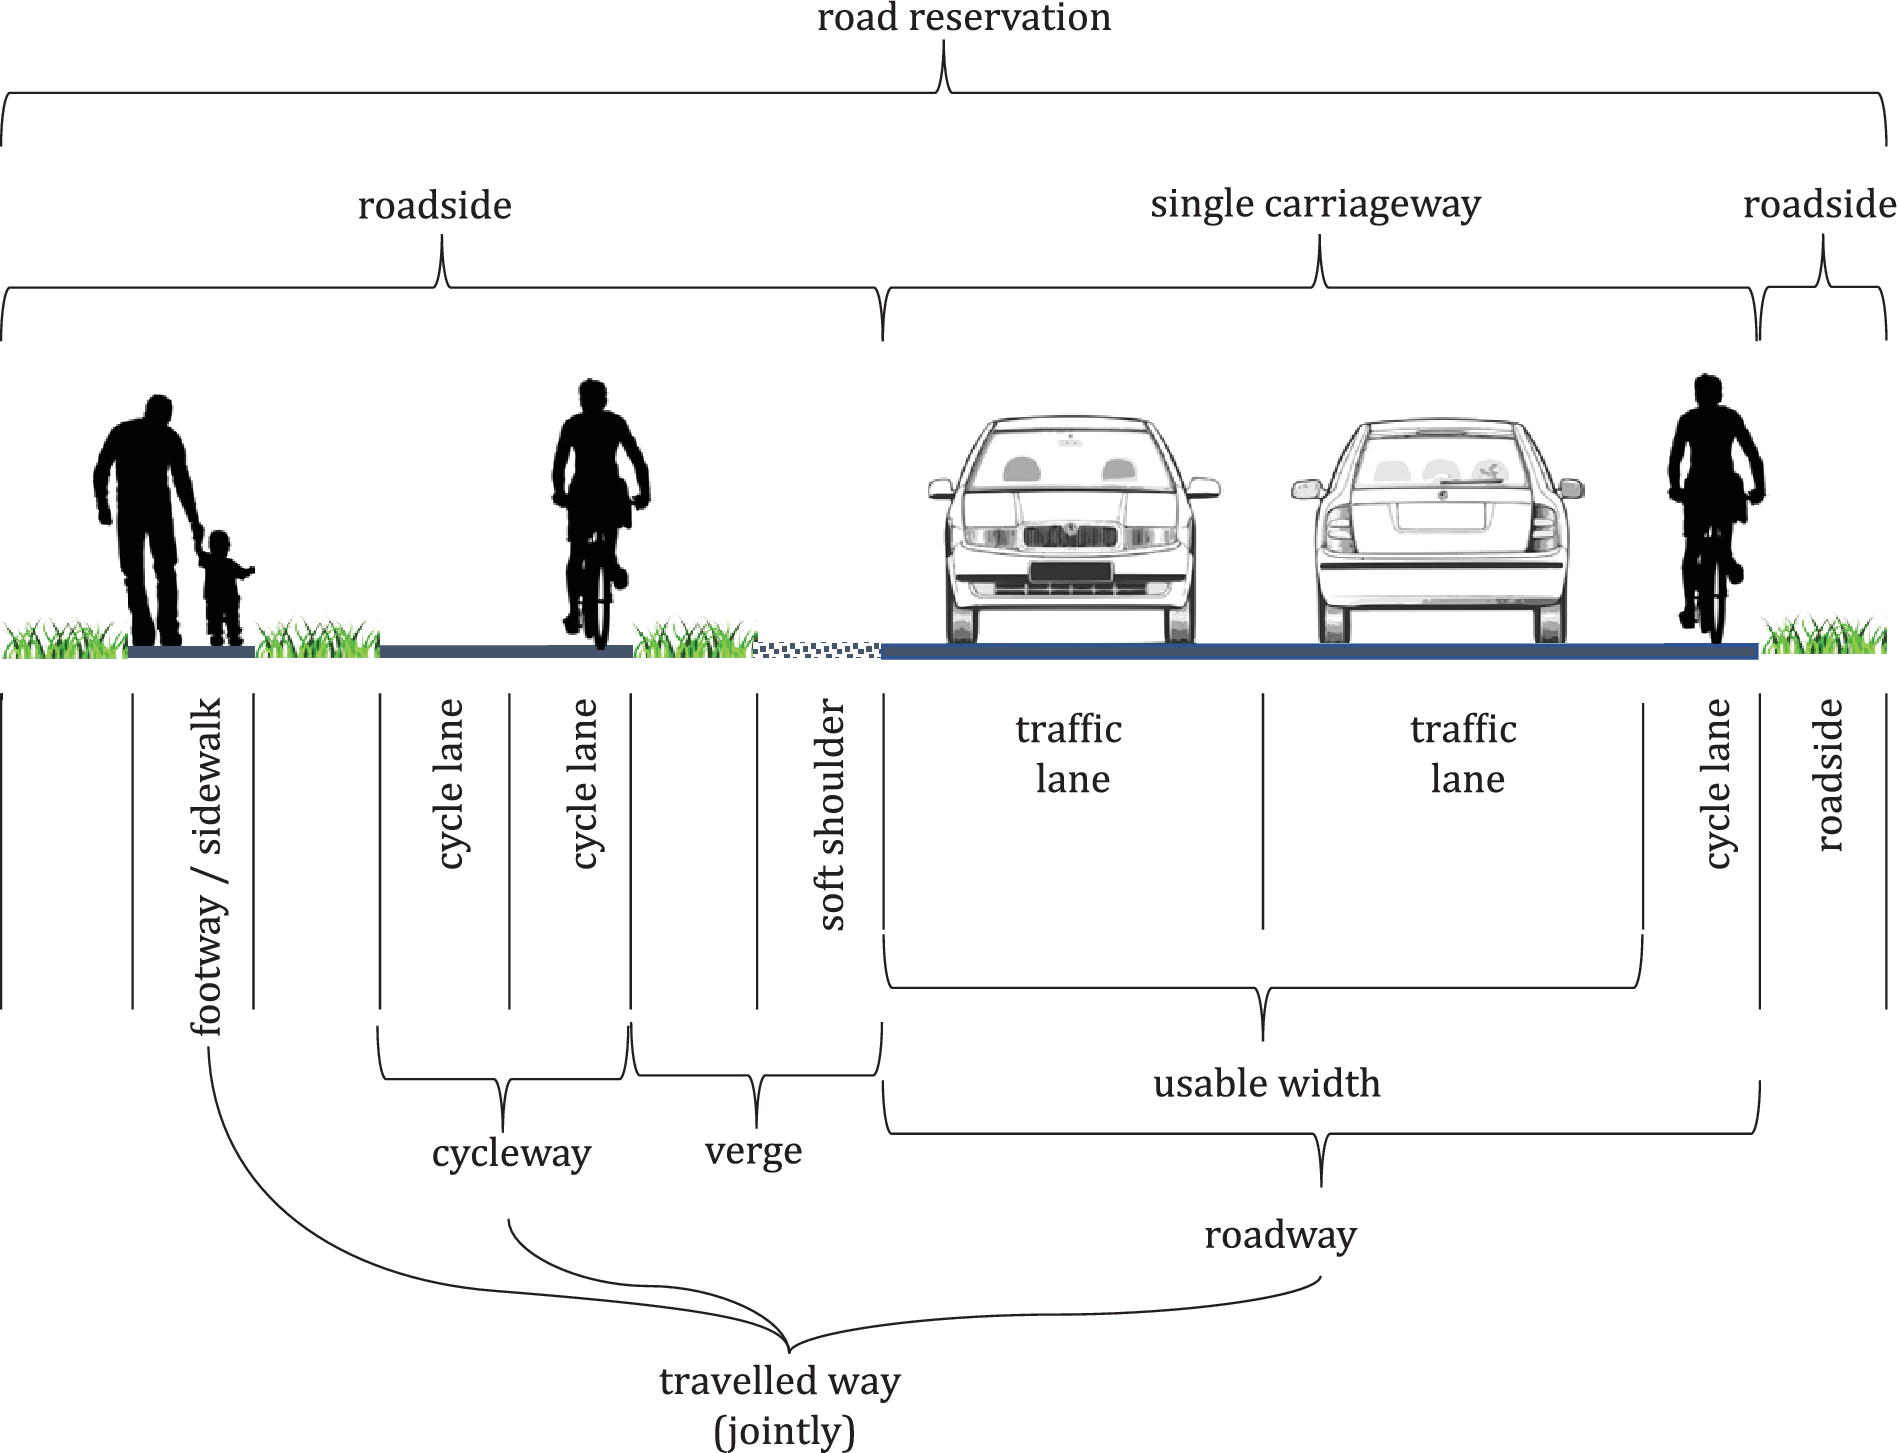 road reservation
roadside
single carriageway
roadside
footway / sidewalk
cycle lane
cycle lane
soft shoulder
traffic
lane
traffic
lane
cycle lane
roadside
usable width
cycleway
verge
roadway
travelled way
(jointly)